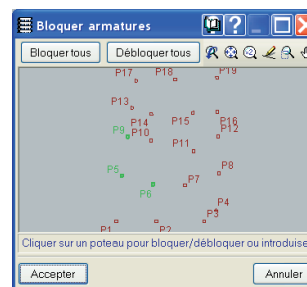 Bloquer armatures
Bloquer tous
Débloquer tous
P17
P18
P19
P13
P14
P15
P16
P9
P10
P12
P11
P5
P8
P6
P7
P4
P1
P2
P3
Cliquer sur un poteau pour bloquer/débloquer ou introduise
Accepter
Annuler